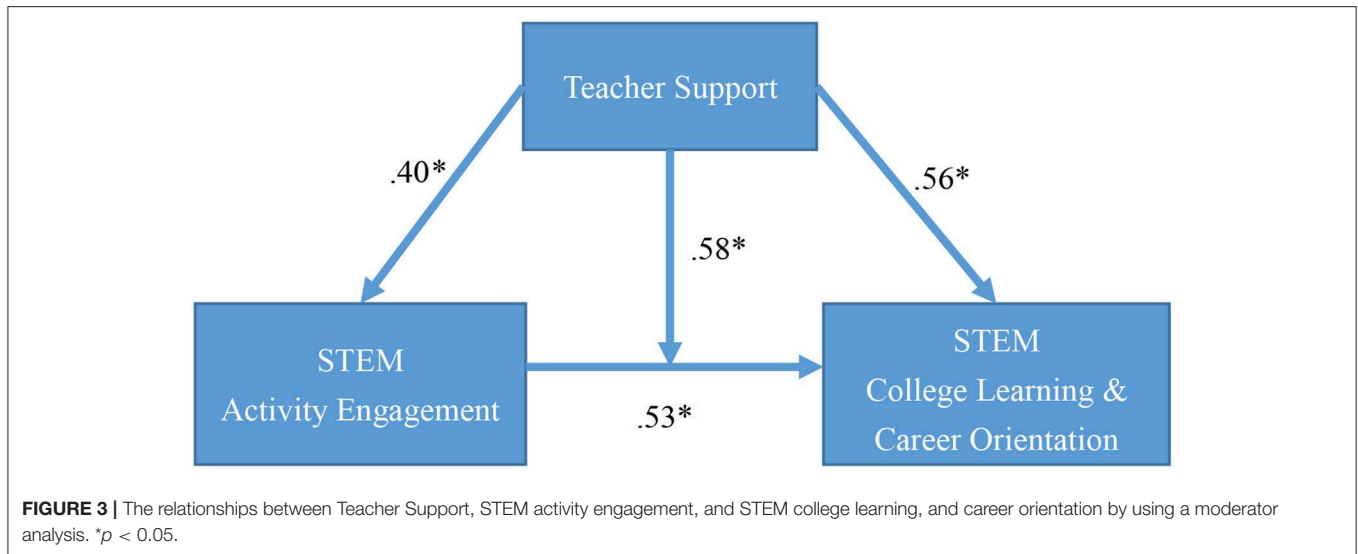 Teacher Support
.40*
.56*
.58*
STEM
Activity Engagement
.53*
STEM
College Learning &
Career Orientation
FIGURE 3 | The relationships between Teacher Support, STEM activity engagement, and STEM college learning, and career orientation by using a moderator
analysis. *p < 0.05.